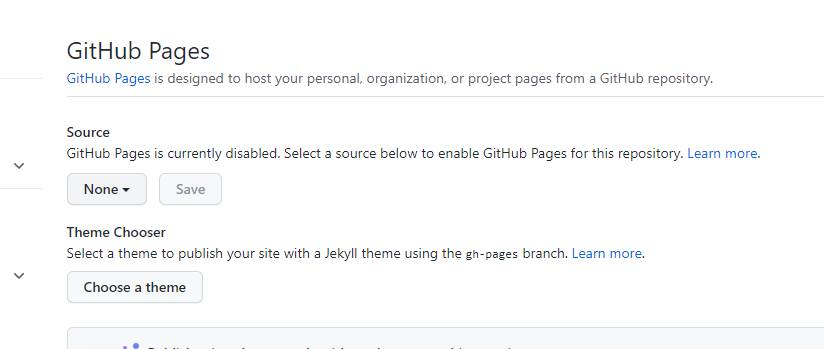 GitHub Pages
GitHub Pages is designed to host your personal, organization, or project pages from a GitHub repository.
Source
GitHub Pages is currently disabled. Select a source below to enable GitHub Pages for this repository. Learn more.
None Save
Theme Chooser
Select a theme to publish your site with a Jekyll theme using the gh-pages branch. Learn more.
Choose a theme